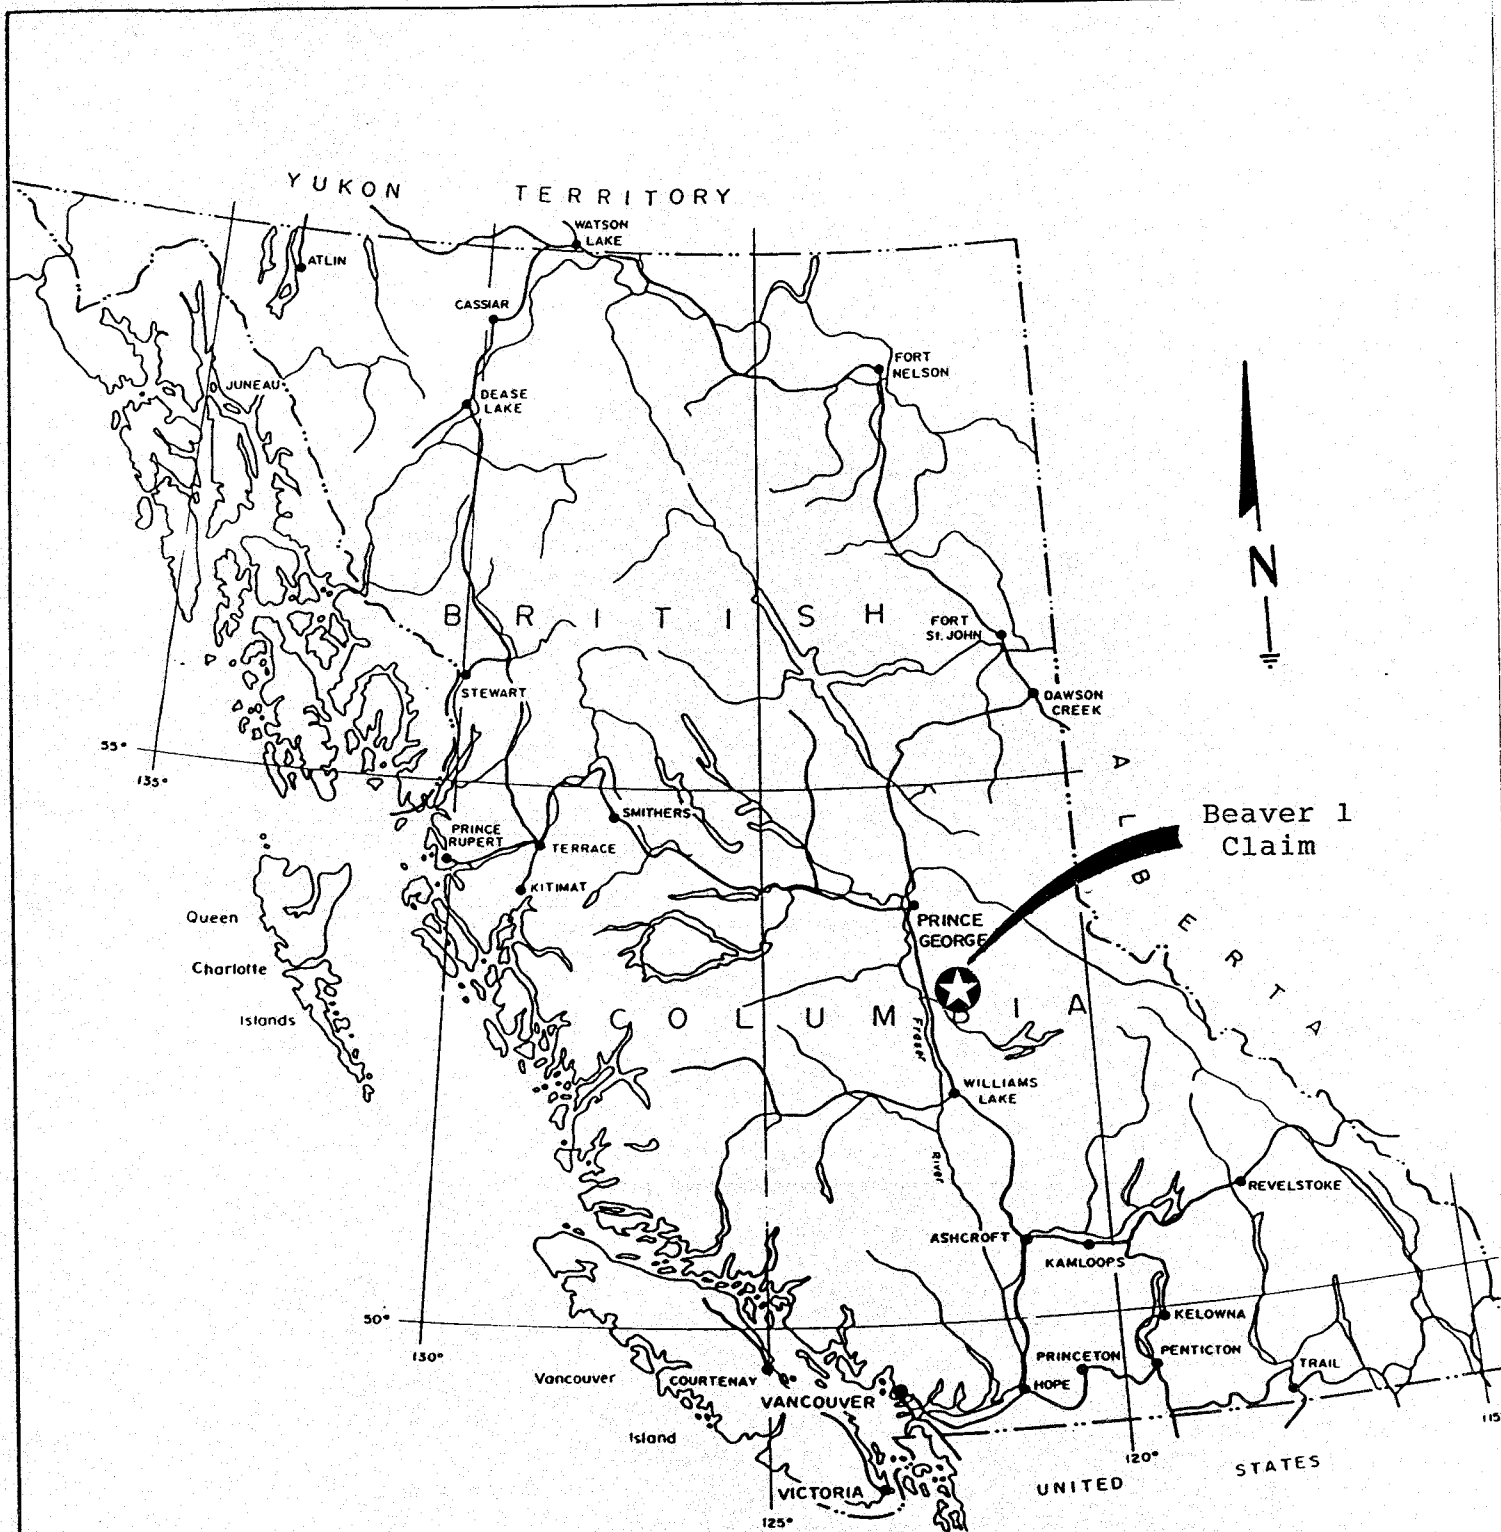 YUKON TERRITORY
WATSON
LAKE
ATLIN
CASSIAR
JUNEAU
DEASE
LAKE
FORT
NELSON
N
BRITISH
FORT
St. JOHN
STEWART
DAWSON
CREEK
55°
135°
ALBERTA
SMITHERS
PRINCE
RUPERT
TERRACE
KITIMAT
Beaver 1
Claim
PRINCE
GEORGE
Queen
Charlotte
Islands
COLUMBIA
Fraser
River
WILLIAMS
LAKE
REVELSTOKE
ASHCROFT
KAMLOOPS
50°
130°
KELOWNA
PENTICTON
PRINCETON
HOPE
TRAIL
Vancouver
Island
COURTENAY
VANCOUVER
VICTORIA
125°
120°
115
UNITED STATES